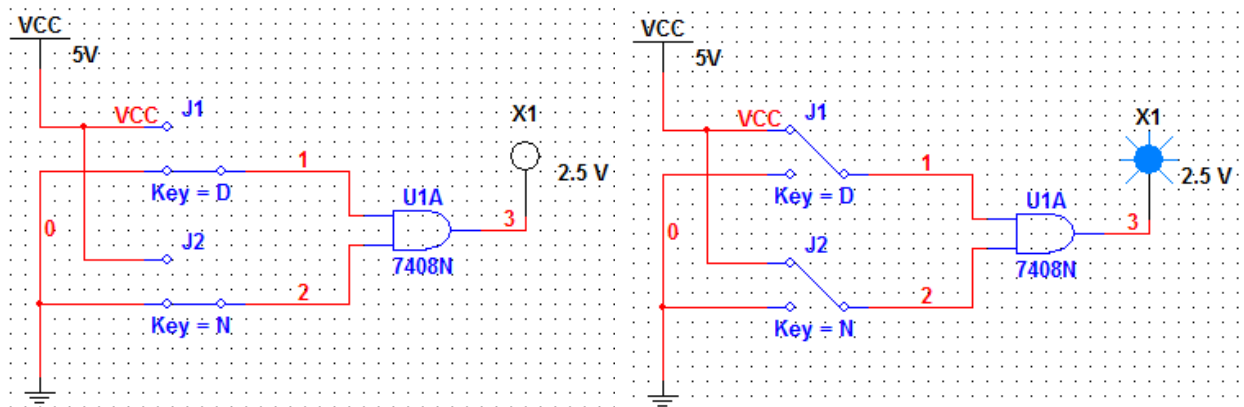 VCC
5V
VCC
J1
X1
1
2.5 V
Key = D
U1A
0
3
J2
7408N
2
Key = N
VCC
5V
VCC
J1
X1
1
2.5 V
Key = D
U1A
0
3
J2
7408N
2
Key = N